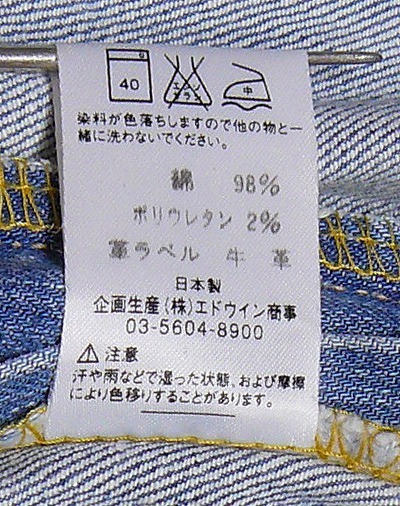 40 エンソ サラシ 中
染料が色落ちしますので他の物と一
緒に洗わないでください。
綿 98%
ポリウレタン 2%
革ラベル 牛 革
日本製
企画生産(株)エドウイン商事
03-5604-8900
⚠ 注意
汗や雨などで湿った状態、および摩擦
により色移りすることがあります。